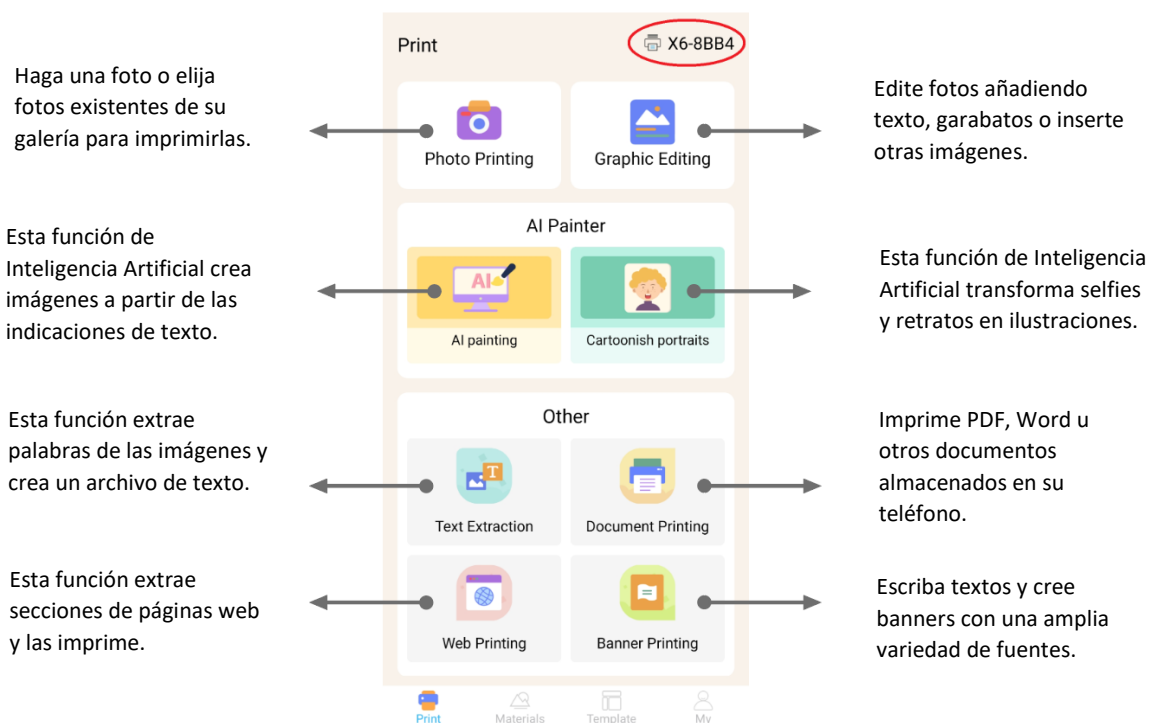 Print
X6-8BB4
Haga una foto o elija
fotos existentes de su
galería para imprimirlas.
Photo Printing
Graphic Editing
Edite fotos añadiendo
texto, garabatos o inserte
otras imágenes.
AI Painter
Esta función de
Inteligencia Artificial crea
imágenes a partir de las
indicaciones de texto.
AI
AI painting
Cartoonish portraits
Esta función de Inteligencia
Artificial transforma selfies
y retratos en ilustraciones.
Other
Esta función extrae
palabras de las imágenes y
crea un archivo de texto.
T
Text Extraction
Document Printing
Imprime PDF, Word u
otros documentos
almacenados en su
teléfono.
Esta función extrae
secciones de páginas web
y las imprime.
Web Printing
Banner Printing
Escriba textos y cree
banners con una amplia
variedad de fuentes.
Print
Materials
Template
My